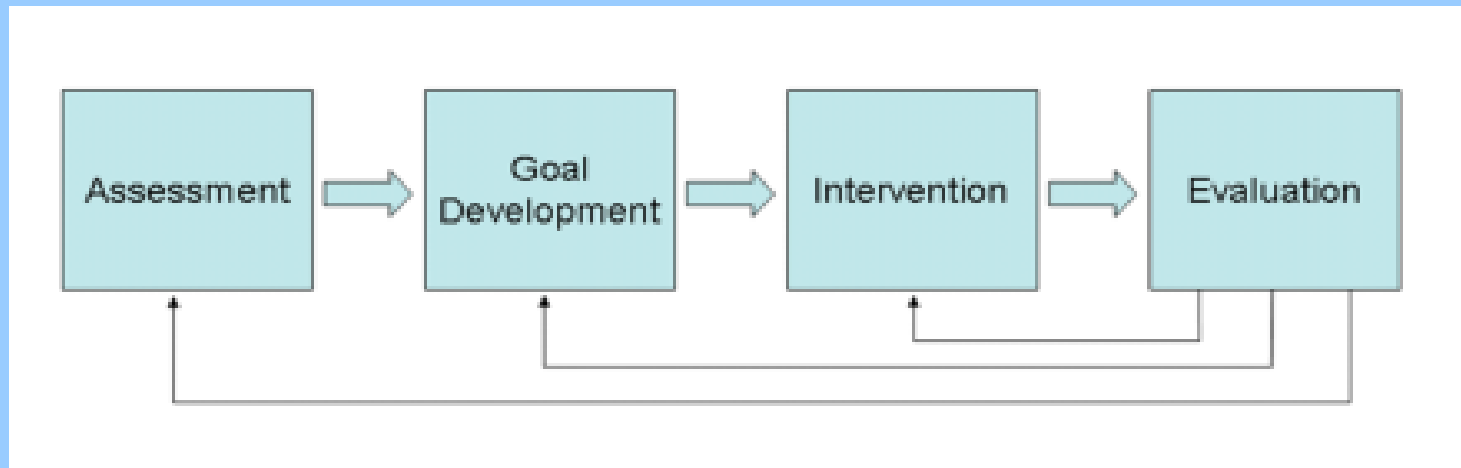 Assessment
Goal
Development
Intervention
Evaluation